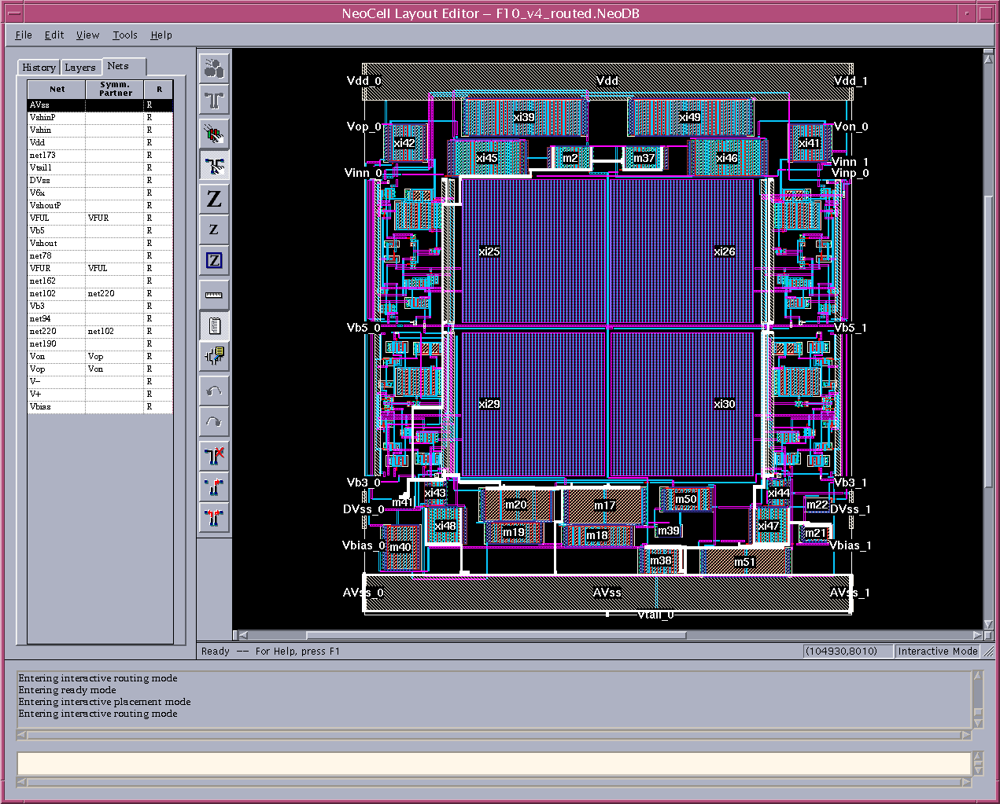 NeoCell Layout Editor – F10_v4_routed.NeoDB
File Edit View Tools Help
History Layers Nets
Net Symm. Partner R
AVss R
VshinP R
Vshin R
Vdd R
net173 R
Vtail1 R
DVss R
V6x R
VshoutP R
VFUL VFUR R
Vb5 R
Vshout R
net78 R
VFUR VFUL R
net162 R
net102 net220 R
Vb3 R
net94 R
net220 net102 R
net190 R
Von Vop R
Vop Von R
V– R
V+ R
Vbias R
Z
Z
Z
Vdd_0 Vdd Vdd_1
xi39 xi49
Vop_0 Von_0
xi42 xi41
xi45 m2 m37 xi46
Vinn_1
Vinn_0 Vinp_0
xi25 xi26
Vb5_0 Vb5_1
xi29 xi30
Vb3_0 Vb3_1
xi43 xi44
m41 m20 m17 m50 m22
DVss_0 DVss_1
xi48 m19 m18 m39 xi47 m21
Vbias_0 m40 Vbias_1
m38 m51
AVss_0 AVss AVss_1
Vtail_0
Ready –– For Help, press F1 (104930,8010) Interactive Mode
Entering interactive routing mode
Entering ready mode
Entering interactive placement mode
Entering interactive routing mode